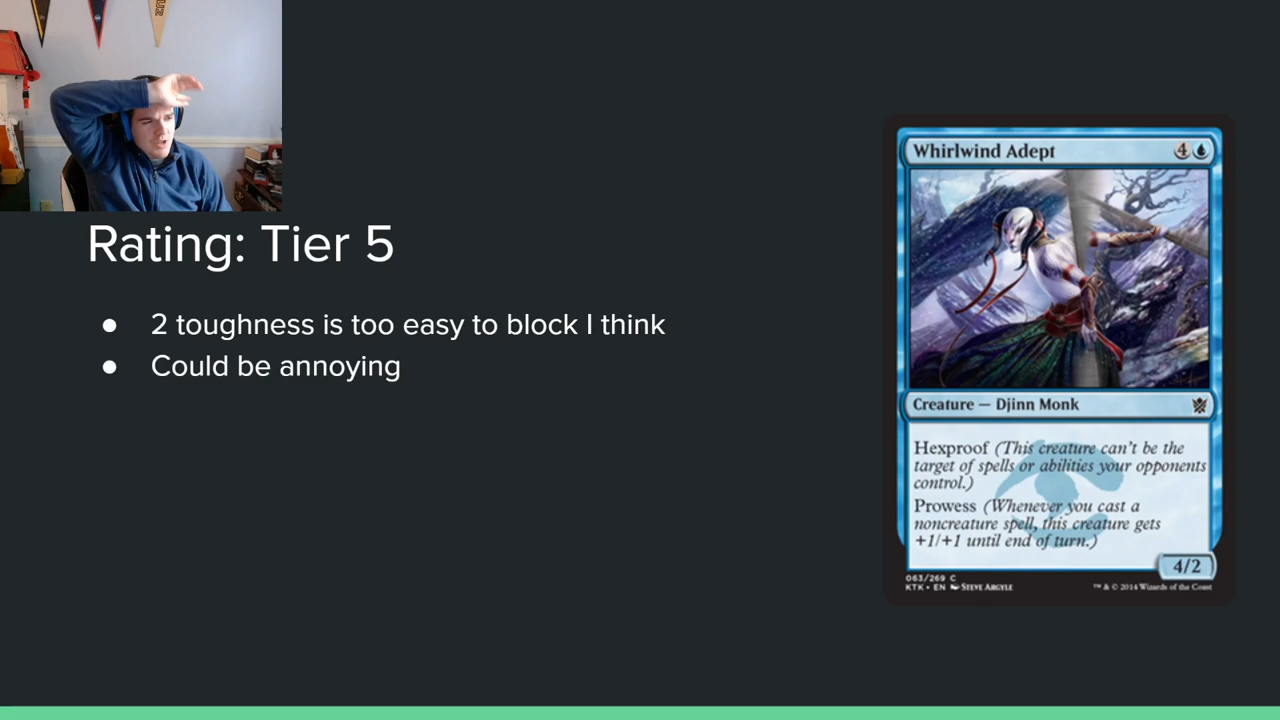 Rating: Tier 5
● 2 toughness is too easy to block I think
● Could be annoying
Whirlwind Adept 4
Creature — Djinn Monk
Hexproof (This creature can't be the
target of spells or abilities your opponents
control.)
Prowess (Whenever you cast a
noncreature spell, this creature gets
+1/+1 until end of turn.)
4/2
063/269 C
KTK • EN STEVE ARGYLE
™ & © 2014 Wizards of the Coast